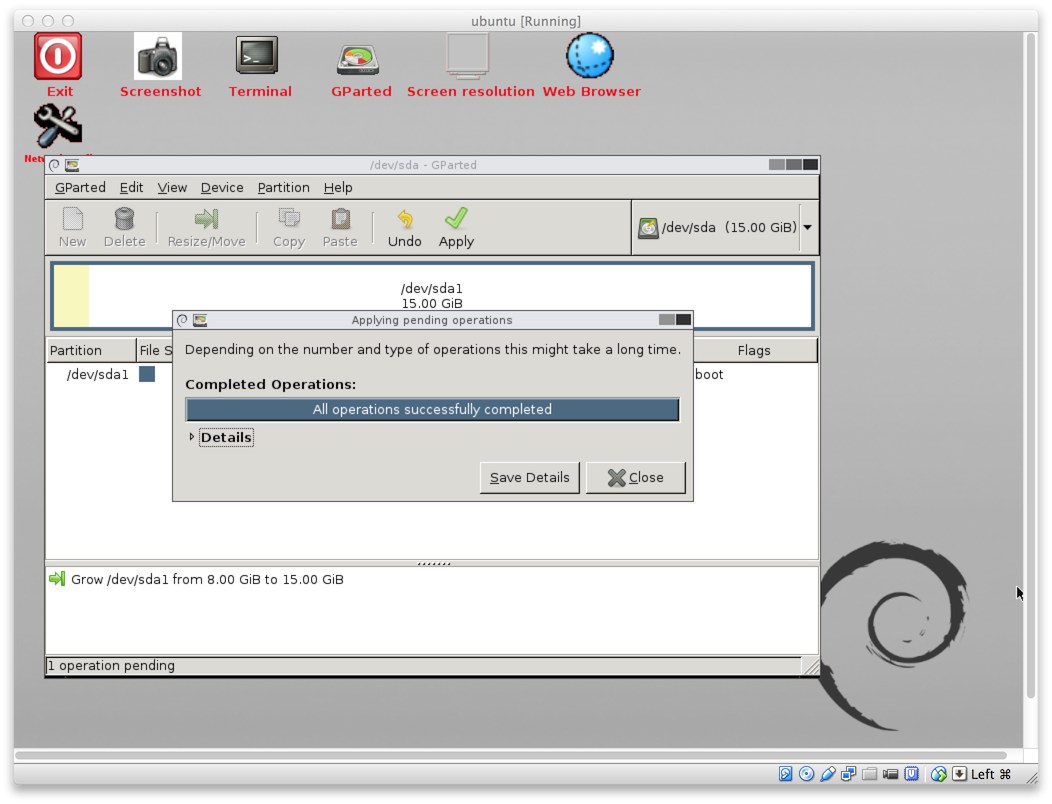 ubuntu [Running]
Exit
Screenshot
Terminal
GParted
Screen resolution
Web Browser
/dev/sda - GParted
GParted Edit View Device Partition Help
New Delete Resize/Move Copy Paste Undo Apply
/dev/sda (15.00 GiB)
/dev/sda1
15.00 GiB
Applying pending operations
Partition
File S
Flags
Depending on the number and type of operations this might take a long time.
/dev/sda1
boot
Completed Operations:
All operations successfully completed
Details
Save Details
Close
Grow /dev/sda1 from 8.00 GiB to 15.00 GiB
1 operation pending
Left ⌘